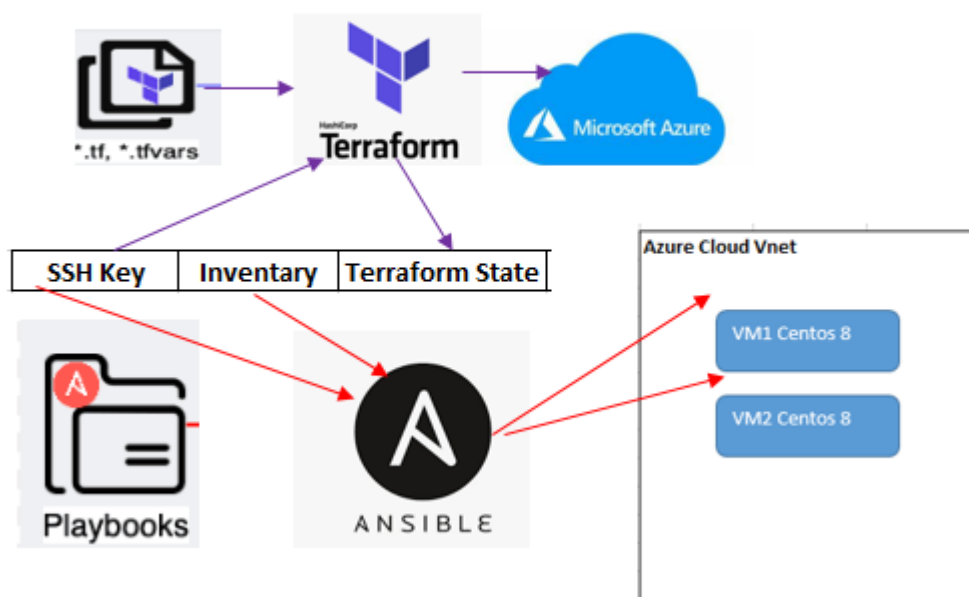 *.tf, *.tfvars
HashiCorp
Terraform
Microsoft Azure
SSH Key
Inventory
Terraform State
Azure Cloud Vnet
VM1 Centos 8
VM2 Centos 8
Playbooks
ANSIBLE